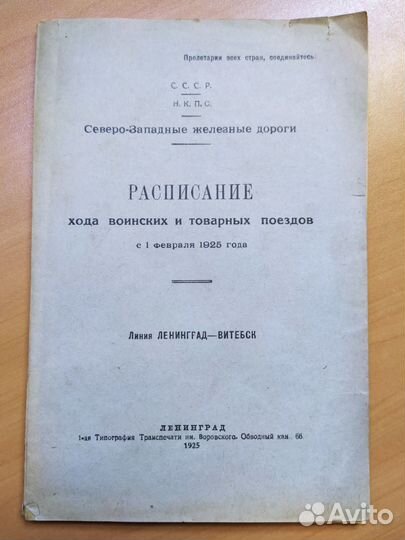 Пролетарии всех стран, соединяйтесь!
С. С. С. Р.
Н. К. П. С.
Северо-Западные железные дороги
РАСПИСАНИЕ
хода воинских и товарных поездов
с 1 февраля 1925 года
Линия ЛЕНИНГРАД—ВИТЕБСК
ЛЕНИНГРАД
1-ая Типография Транспечати им. Воровского. Обводный кан. 66
1925
Avito